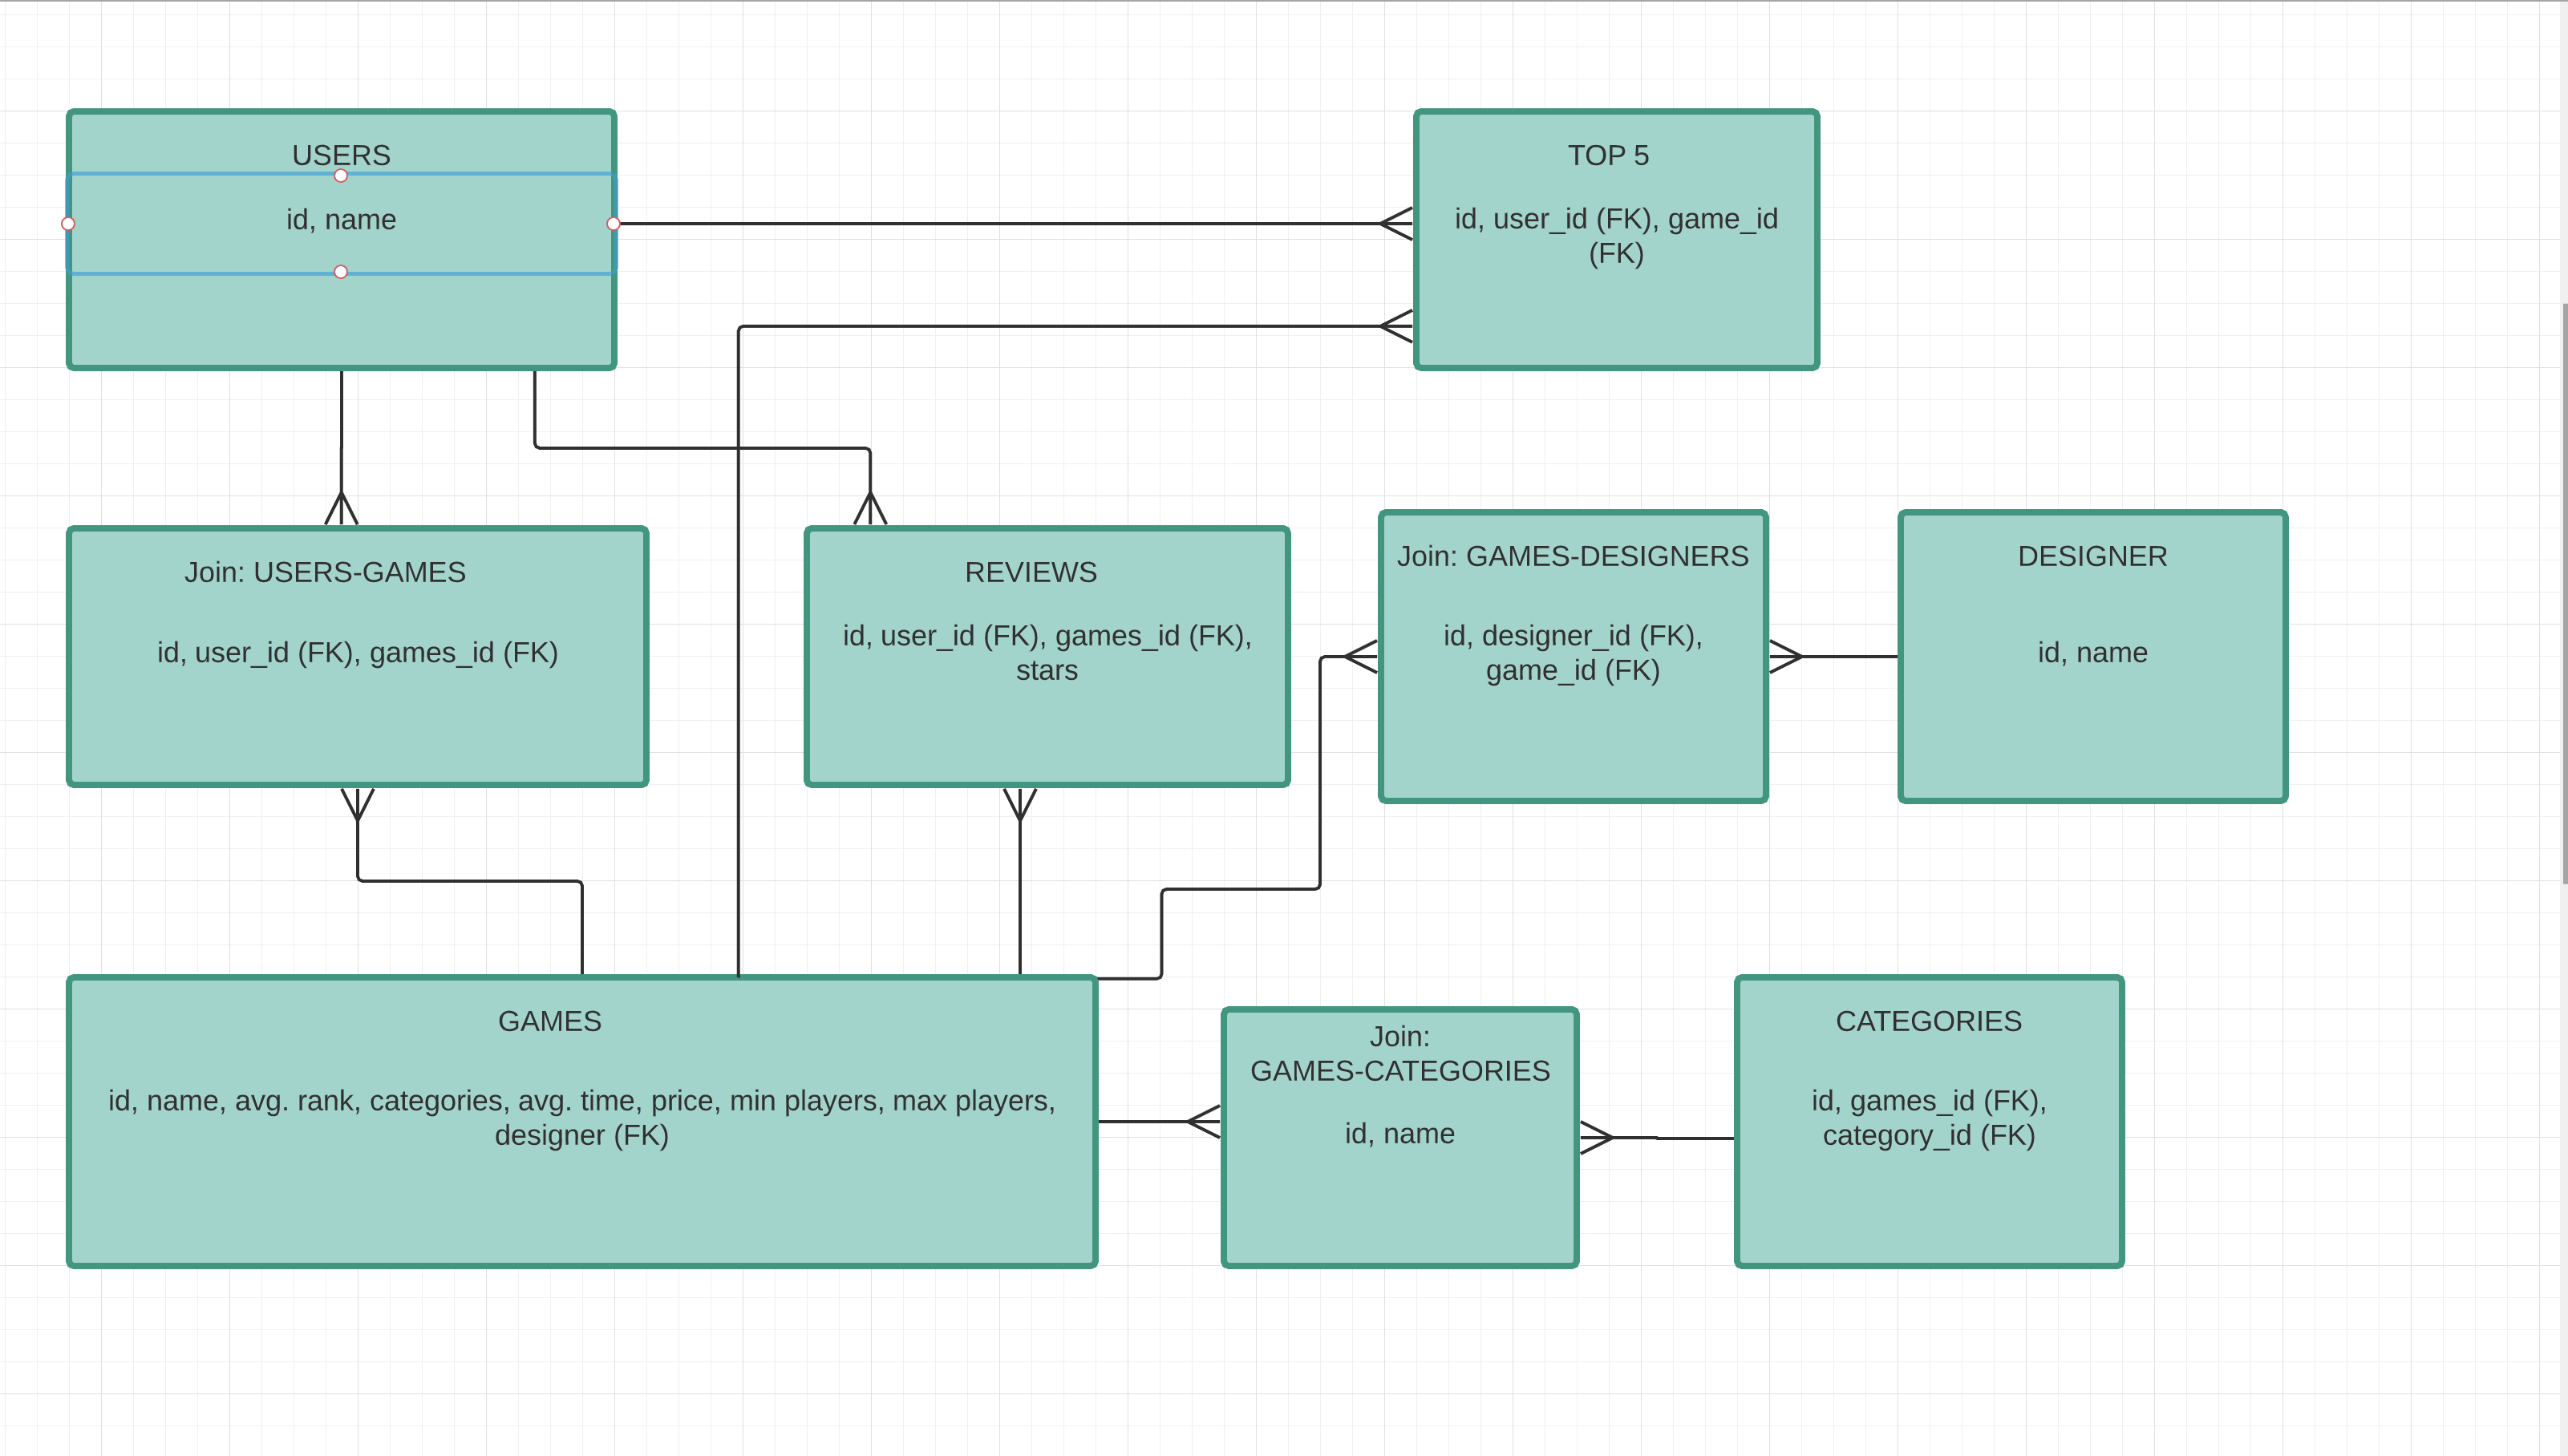 USERS
id, name
TOP 5
id, user_id (FK), game_id
(FK)
Join: USERS-GAMES
id, user_id (FK), games_id (FK)
REVIEWS
id, user_id (FK), games_id (FK),
stars
Join: GAMES-DESIGNERS
id, designer_id (FK),
game_id (FK)
DESIGNER
id, name
GAMES
id, name, avg. rank, categories, avg. time, price, min players, max players,
designer (FK)
Join:
GAMES-CATEGORIES
id, name
CATEGORIES
id, games_id (FK),
category_id (FK)